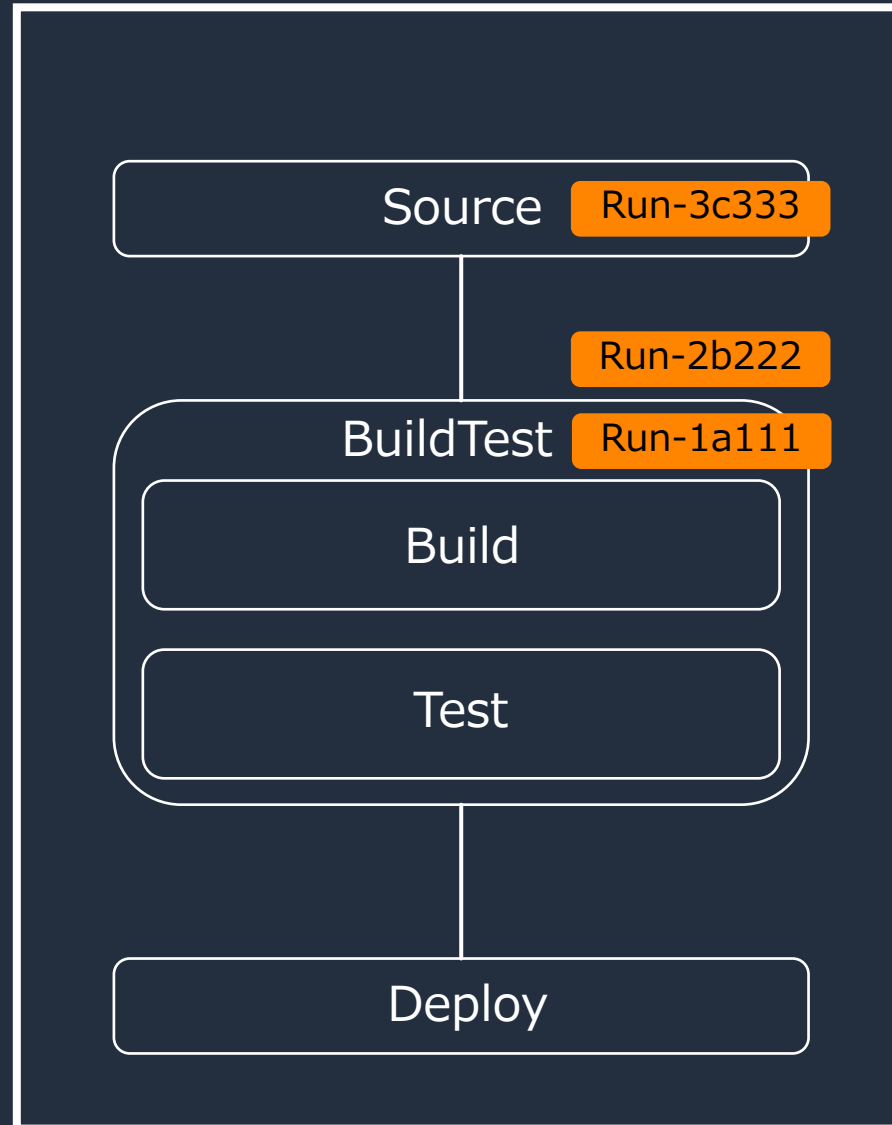 Source
Run-3c333
Run-2b222
BuildTest
Run-1a111
Build
Test
Deploy